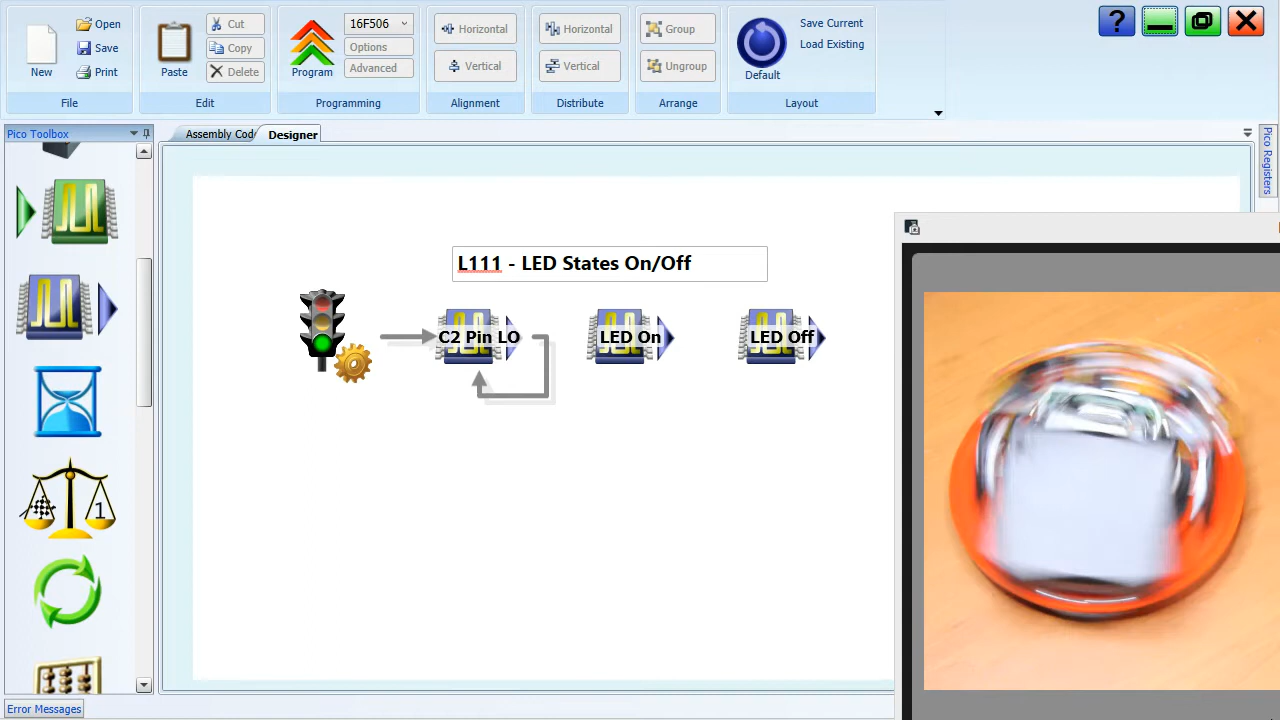 New
Open
Save
Print
File
Paste
Cut
Copy
Delete
Edit
Program
16F506
Options
Advanced
Programming
Horizontal
Vertical
Alignment
Horizontal
Vertical
Distribute
Group
Ungroup
Arrange
Default
Save Current
Load Existing
Layout
?
Pico Toolbox
Assembly Cod
Designer
Pico Registers
1
L111 - LED States On/Off
C2 Pin LO
LED On
LED Off
Error Messages